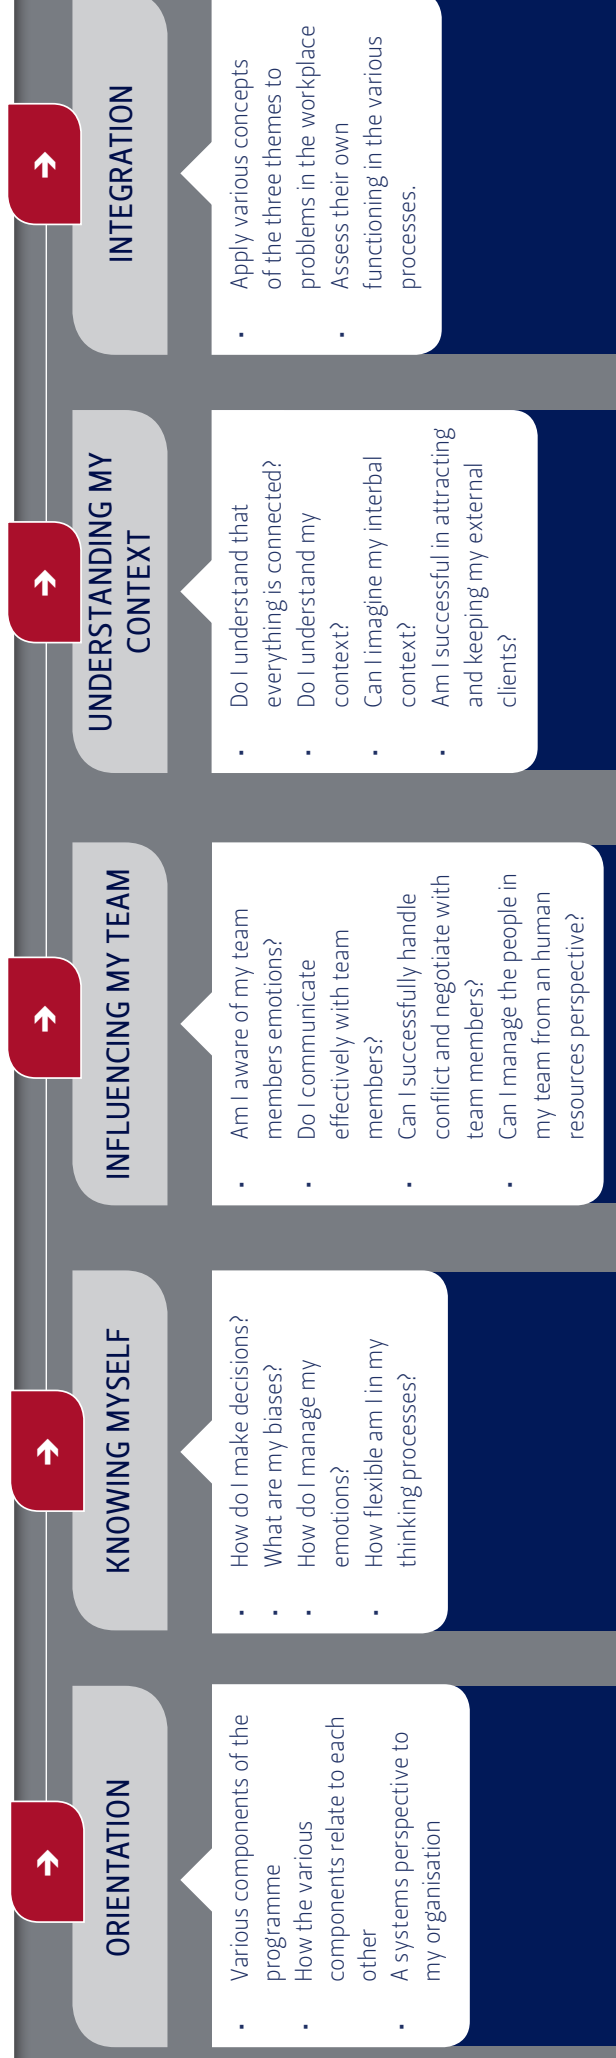 ORIENTATION
· Various components of the
programme
· How the various
components relate to each
other
· A systems perspective to
my organisation
KNOWING MYSELF
· How do I make decisions?
· What are my biases?
· How do I manage my
emotions?
· How flexible am I in my
thinking processes?
INFLUENCING MY TEAM
· Am I aware of my team
members emotions?
· Do I communicate
effectively with team
members?
· Can I successfully handle
conflict and negotiate with
team members?
· Can I manage the people in
my team from an human
resources perspective?
UNDERSTANDING MY
CONTEXT
· Do I understand that
everything is connected?
· Do I understand my
context?
· Can I imagine my interbal
context?
· Am I successful in attracting
and keeping my external
clients?
INTEGRATION
· Apply various concepts
of the three themes to
problems in the workplace
· Assess their own
functioning in the various
processes.